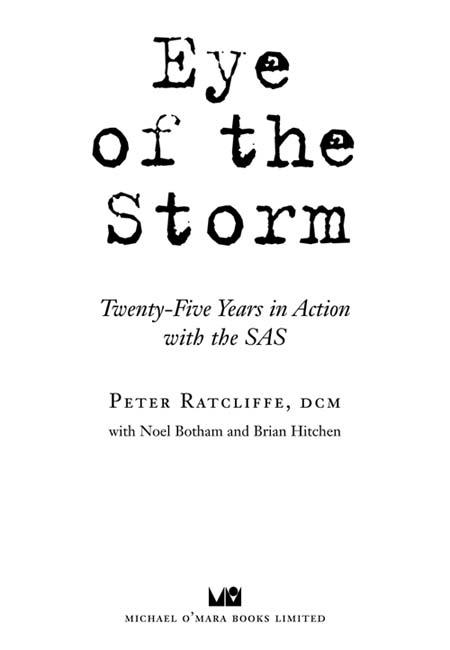 Eye
of the
Storm
Twenty-Five Years in Action
with the SAS
PETER RATCLIFFE, DCM
with Noel Botham and Brian Hitchen
MICHAEL O'MARA BOOKS LIMITED